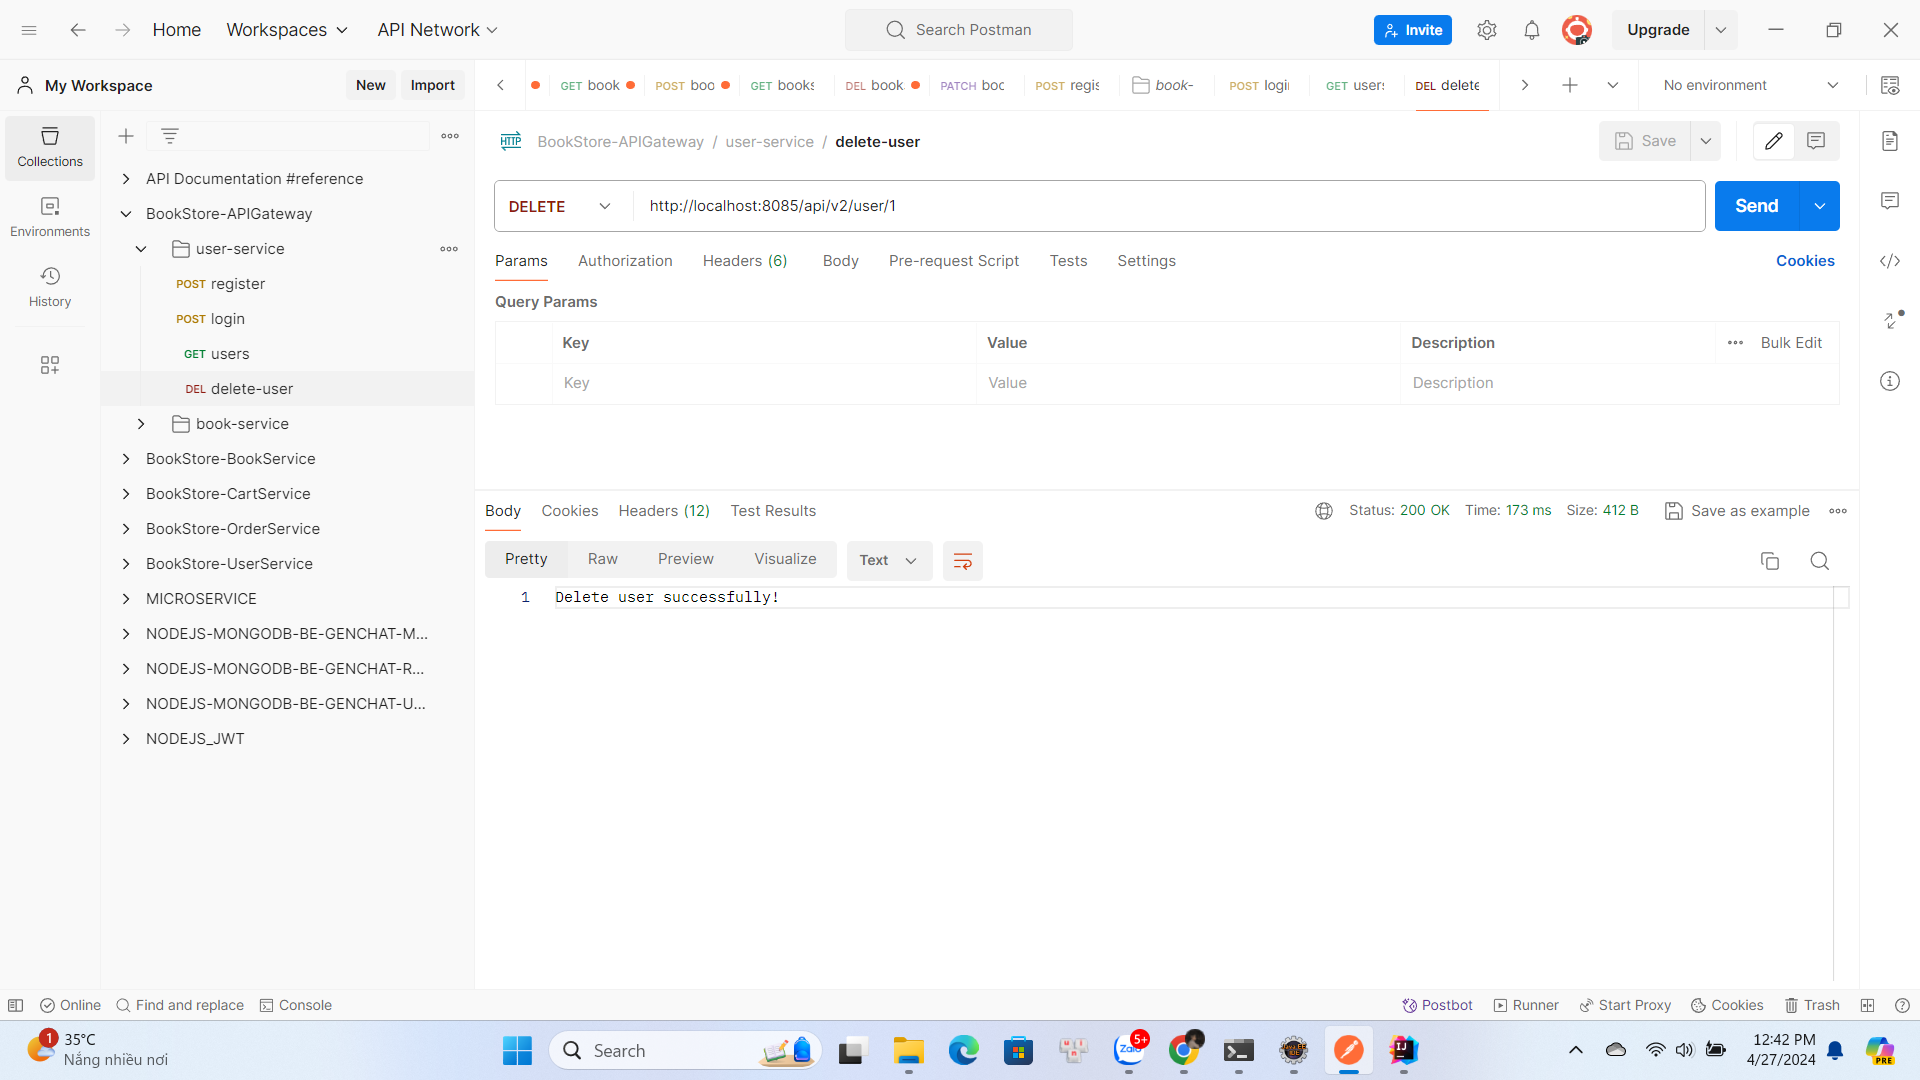 Home Workspaces API Network Search Postman Invite Upgrade
My Workspace New Import
GET book POST boo GET books DEL book PATCH boo POST regis book- POST logi GET users DEL delete No environment
Collections
Environments
History
API Documentation #reference
BookStore-APIGateway
user-service
POST register
POST login
GET users
DEL delete-user
book-service
BookStore-BookService
BookStore-CartService
BookStore-OrderService
BookStore-UserService
MICROSERVICE
NODEJS-MONGODB-BE-GENCHAT-M...
NODEJS-MONGODB-BE-GENCHAT-R...
NODEJS-MONGODB-BE-GENCHAT-U...
NODEJS_JWT
HTTP BookStore-APIGateway / user-service / delete-user Save
DELETE http://localhost:8085/api/v2/user/1 Send
Params Authorization Headers (6) Body Pre-request Script Tests Settings Cookies
Query Params
Key Value Description Bulk Edit
Key Value Description
Body Cookies Headers (12) Test Results Status: 200 OK Time: 173 ms Size: 412 B Save as example
Pretty Raw Preview Visualize Text
1 Delete user successfully!
Online Find and replace Console Postbot Runner Start Proxy Cookies Trash
1 35°C
Nắng nhiều nơi
Search
Zalo 5+
12:42 PM
4/27/2024
PRE